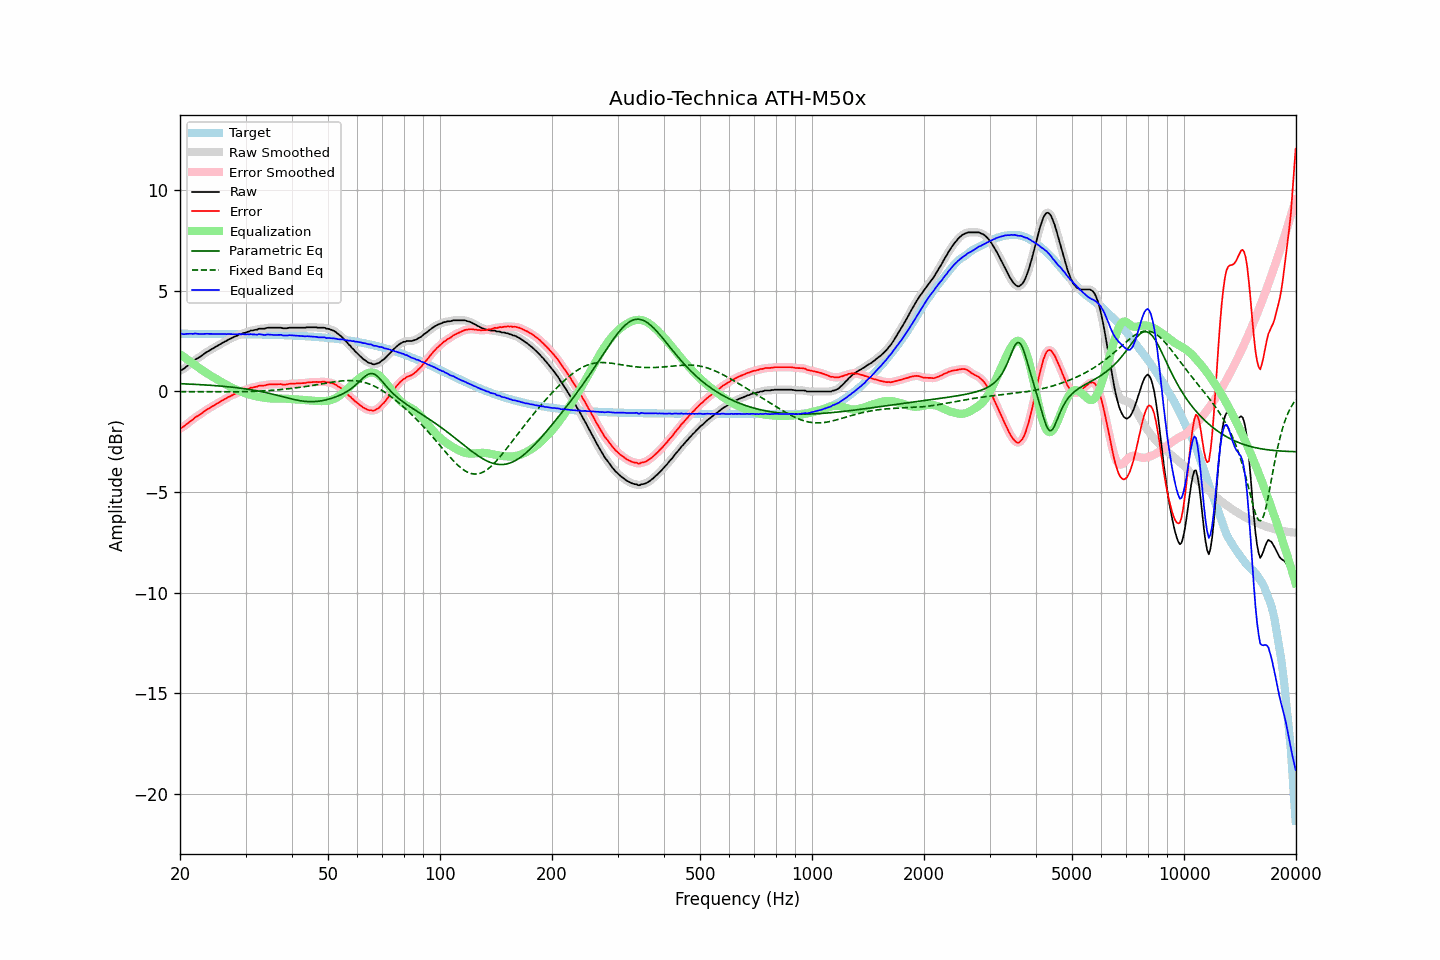 Audio-Technica ATH-M50x
Target
Raw Smoothed
Error Smoothed
Raw
Error
Equalization
Parametric Eq
Fixed Band Eq
Equalized
10
5
0
−5
−10
−15
−20
Amplitude (dBr)
20 50 100 200 500 1000 2000 5000 10000 20000
Frequency (Hz)